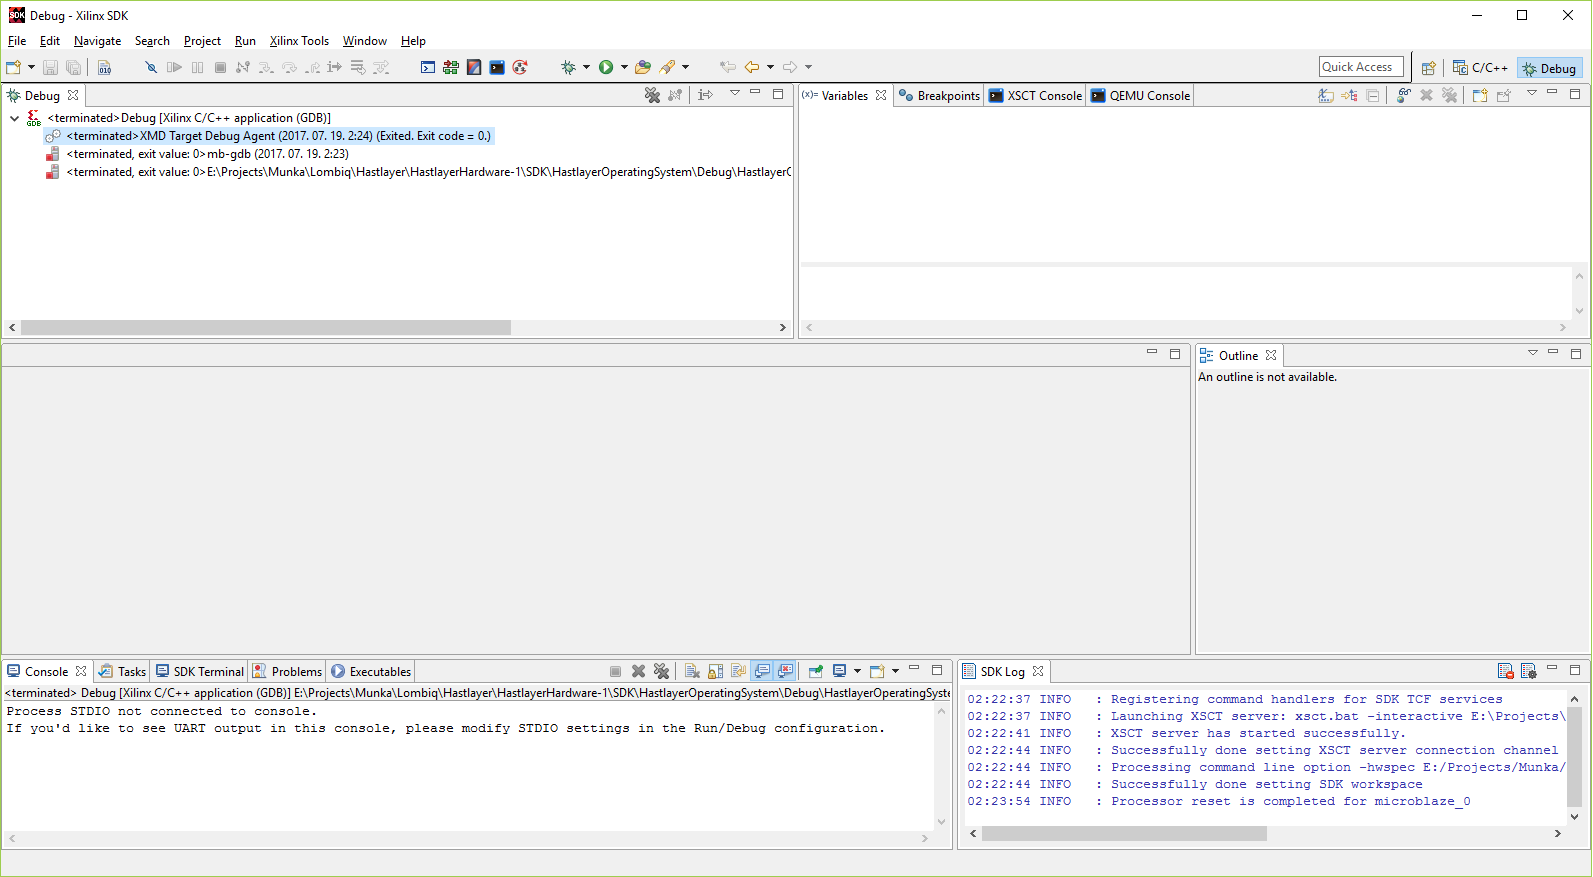 SDK Debug - Xilinx SDK
File Edit Navigate Search Project Run Xilinx Tools Window Help
010
Quick Access
C/C++
Debug
Debug
<terminated>Debug [Xilinx C/C++ application (GDB)]
GDB
<terminated>XMD Target Debug Agent (2017. 07. 19. 2:24) (Exited. Exit code = 0.)
<terminated, exit value: 0>mb-gdb (2017. 07. 19. 2:23)
<terminated, exit value: 0>E:\Projects\Munka\Lombiq\Hastlayer\HastlayerHardware-1\SDK\HastlayerOperatingSystem\Debug\HastlayerO
(x)= Variables Breakpoints XSCT Console QEMU Console
Outline
An outline is not available.
Console Tasks SDK Terminal Problems Executables
<terminated> Debug [Xilinx C/C++ application (GDB)] E:\Projects\Munka\Lombiq\Hastlayer\HastlayerHardware-1\SDK\HastlayerOperatingSystem\Debug\HastlayerOperatingSyste
Process STDIO not connected to console.
If you'd like to see UART output in this console, please modify STDIO settings in the Run/Debug configuration.
SDK Log
02:22:37 INFO : Registering command handlers for SDK TCF services
02:22:37 INFO : Launching XSCT server: xsct.bat -interactive E:\Projects\
02:22:41 INFO : XSCT server has started successfully.
02:22:44 INFO : Successfully done setting XSCT server connection channel
02:22:44 INFO : Processing command line option -hwspec E:/Projects/Munka/
02:22:44 INFO : Successfully done setting SDK workspace
02:23:54 INFO : Processor reset is completed for microblaze_0